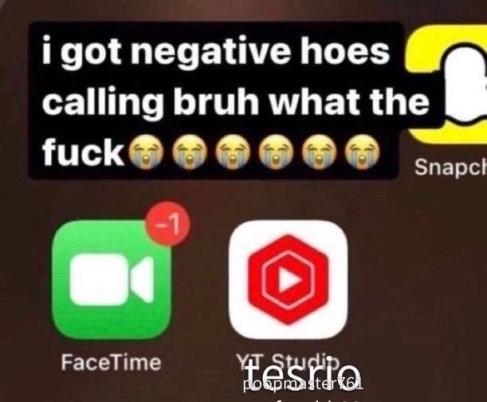 i got negative hoes
calling bruh what the
fuck😭😭😭😭😭😭
Snapch
-1
FaceTime
YT Studio
tesrio
poopmaster761